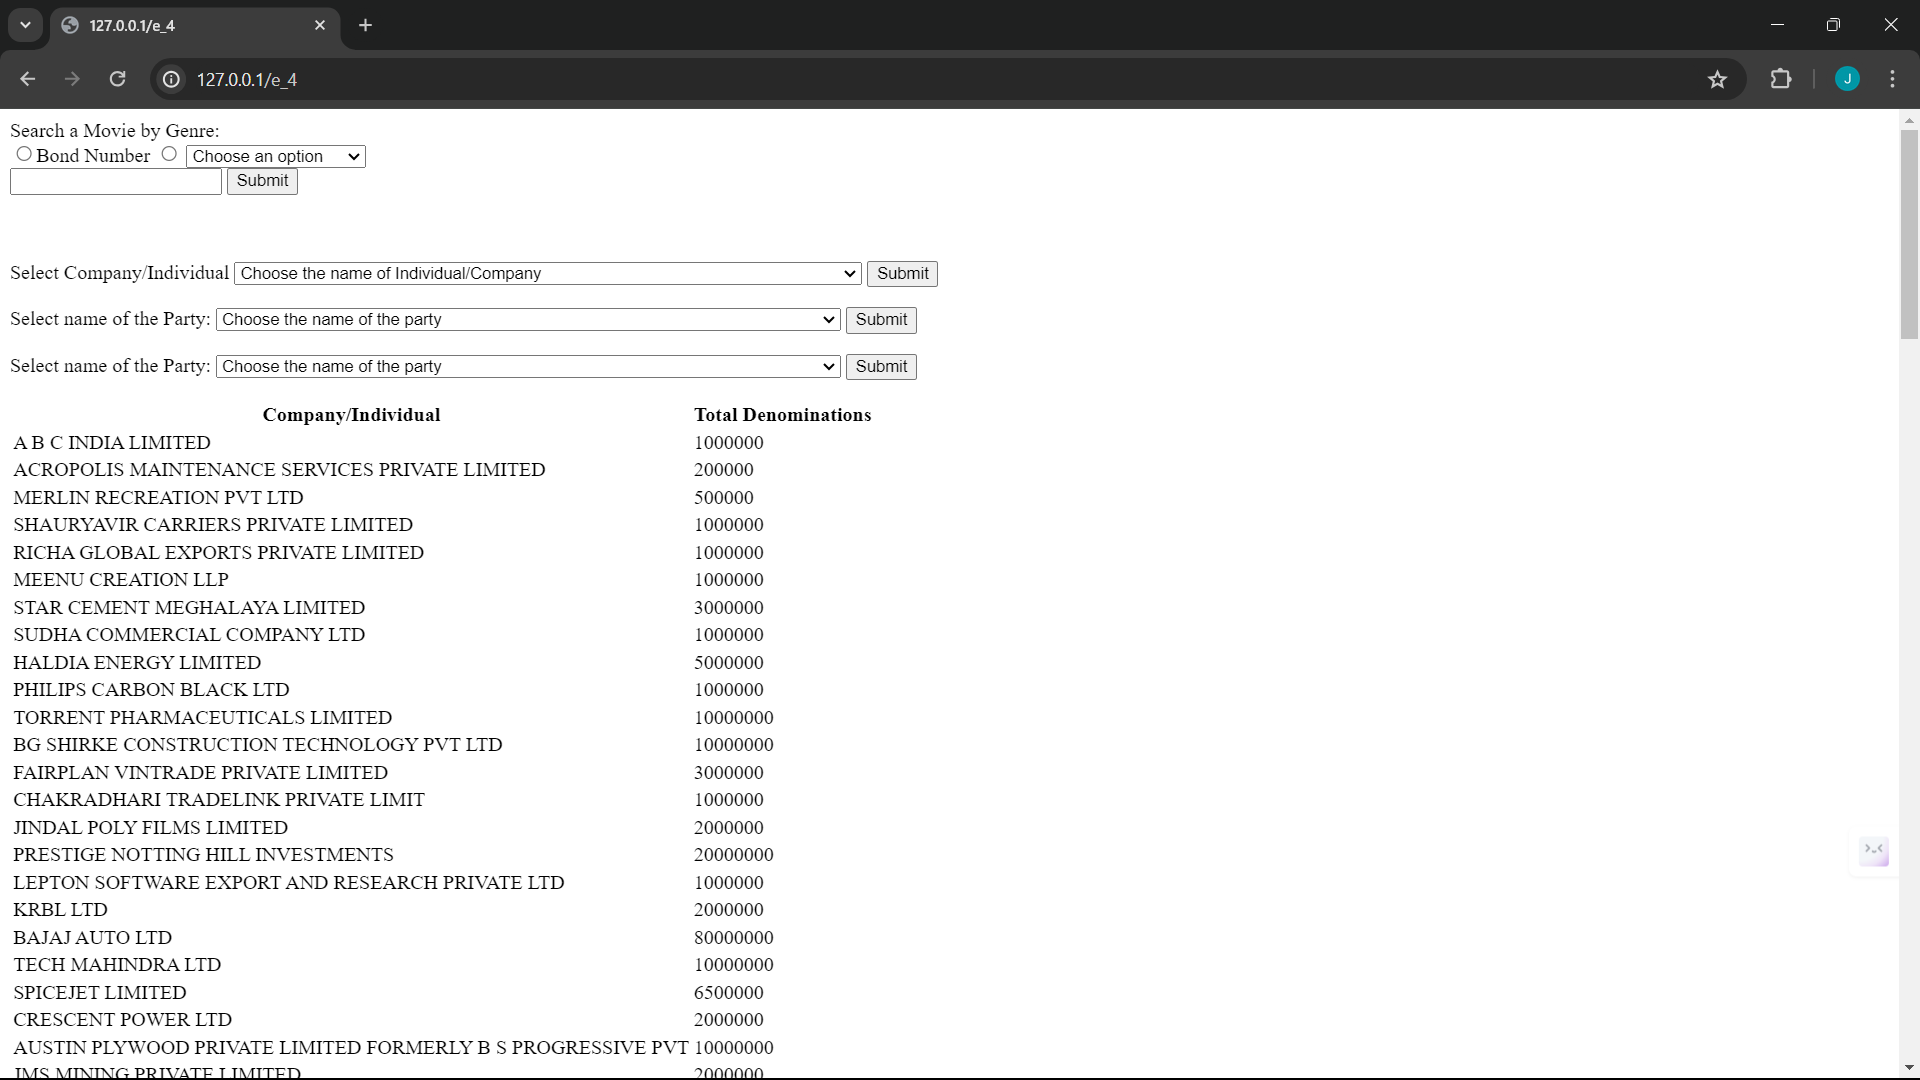 127.0.0.1/e_4
127.0.0.1/e_4
J
Search a Movie by Genre:
Bond Number Choose an option
Submit
Select Company/Individual Choose the name of Individual/Company Submit
Select name of the Party: Choose the name of the party Submit
Select name of the Party: Choose the name of the party Submit
Company/Individual Total Denominations
A B C INDIA LIMITED 1000000
ACROPOLIS MAINTENANCE SERVICES PRIVATE LIMITED 200000
MERLIN RECREATION PVT LTD 500000
SHAURYAVIR CARRIERS PRIVATE LIMITED 1000000
RICHA GLOBAL EXPORTS PRIVATE LIMITED 1000000
MEENU CREATION LLP 1000000
STAR CEMENT MEGHALAYA LIMITED 3000000
SUDHA COMMERCIAL COMPANY LTD 1000000
HALDIA ENERGY LIMITED 5000000
PHILIPS CARBON BLACK LTD 1000000
TORRENT PHARMACEUTICALS LIMITED 10000000
BG SHIRKE CONSTRUCTION TECHNOLOGY PVT LTD 10000000
FAIRPLAN VINTRADE PRIVATE LIMITED 3000000
CHAKRADHARI TRADELINK PRIVATE LIMIT 1000000
JINDAL POLY FILMS LIMITED 2000000
PRESTIGE NOTTING HILL INVESTMENTS 20000000
LEPTON SOFTWARE EXPORT AND RESEARCH PRIVATE LTD 1000000
KRBL LTD 2000000
BAJAJ AUTO LTD 80000000
TECH MAHINDRA LTD 10000000
SPICEJET LIMITED 6500000
CRESCENT POWER LTD 2000000
AUSTIN PLYWOOD PRIVATE LIMITED FORMERLY B S PROGRESSIVE PVT 10000000
JMS MINING PRIVATE LIMITED 2000000